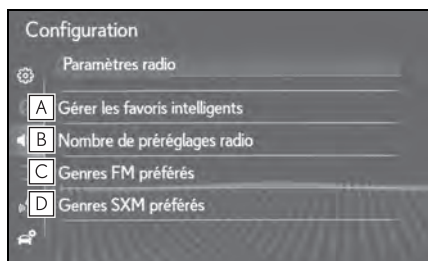 Configuration
Paramètres radio
A Gérer les favoris intelligents
B Nombre de préréglages radio
C Genres FM préférés
D Genres SXM préférés